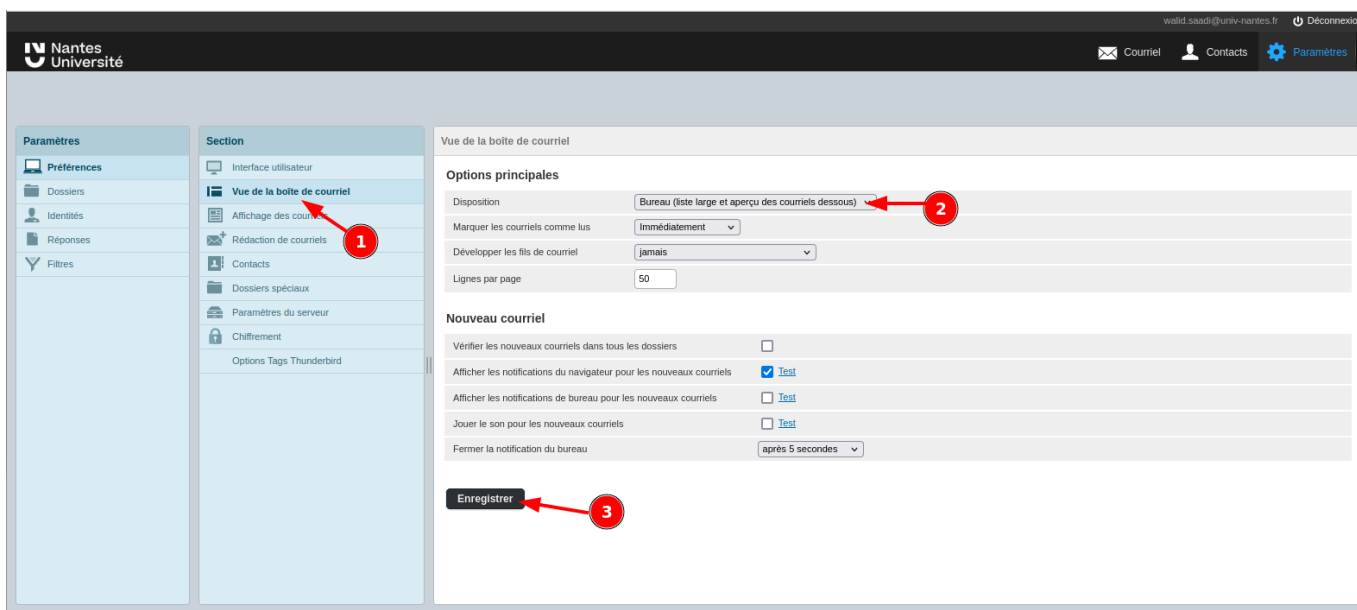 walid.saadi@univ-nantes.fr Déconnexio
Nantes
Université
Courriel Contacts Paramètres
Paramètres
Préférences
Dossiers
Identités
Réponses
Filtres
Section
Interface utilisateur
Vue de la boîte de courriel
Affichage des courriels
Rédaction de courriels
Contacts
Dossiers spéciaux
Paramètres du serveur
Chiffrement
Options Tags Thunderbird
1
Vue de la boîte de courriel
Options principales
Disposition Bureau (liste large et aperçu des courriels dessous) 2
Marquer les courriels comme lus Immédiatement
Développer les fils de courriel jamais
Lignes par page 50
Nouveau courriel
Vérifier les nouveaux courriels dans tous les dossiers
Afficher les notifications du navigateur pour les nouveaux courriels Test
Afficher les notifications de bureau pour les nouveaux courriels Test
Jouer le son pour les nouveaux courriels Test
Fermer la notification du bureau après 5 secondes
Enregistrer 3